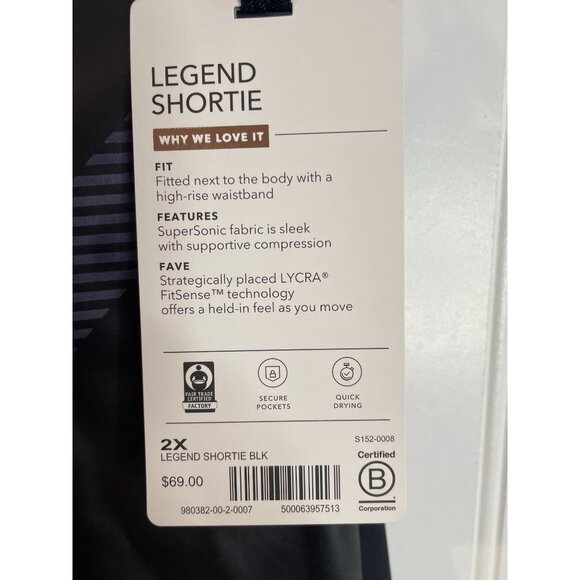 LEGEND
SHORTIE
WHY WE LOVE IT
FIT
Fitted next to the body with a
high-rise waistband
FEATURES
SuperSonic fabric is sleek
with supportive compression
FAVE
Strategically placed LYCRA®
FitSense™ technology
offers a held-in feel as you move
FAIR TRADE
CERTIFIED
FACTORY
SECURE
POCKETS
QUICK
DRYING
2X
S152-0008
LEGEND SHORTIE BLK
$69.00
980382-00-2-0007
500063957513
Certified
B
Corporation